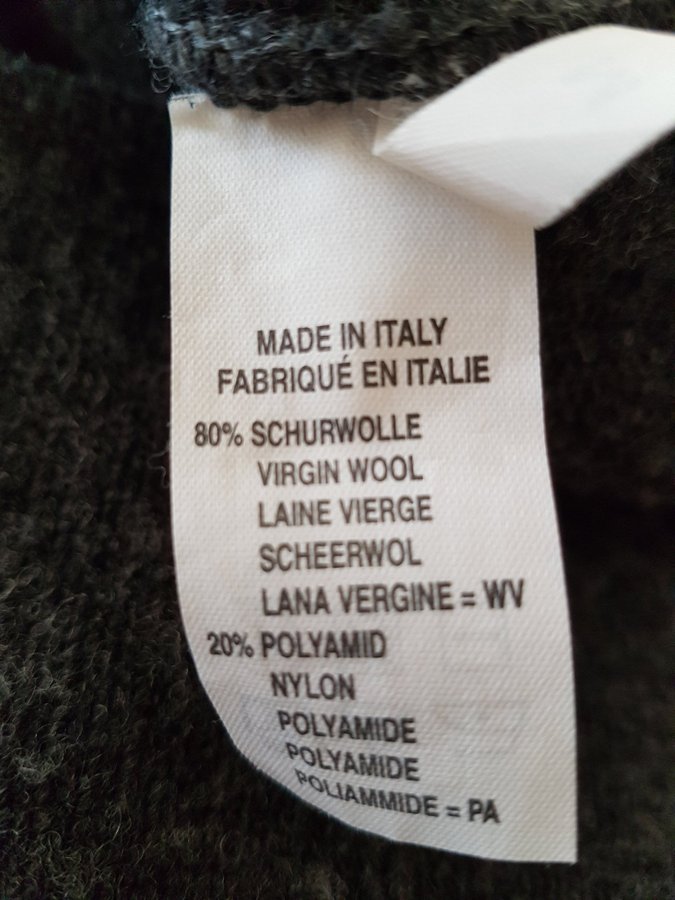 MADE IN ITALY
FABRIQUÉ EN ITALIE
80% SCHURWOLLE
VIRGIN WOOL
LAINE VIERGE
SCHEERWOL
LANA VERGINE = WV
20% POLYAMID
NYLON
POLYAMIDE
POLYAMIDE
POLIAMMIDE = PA